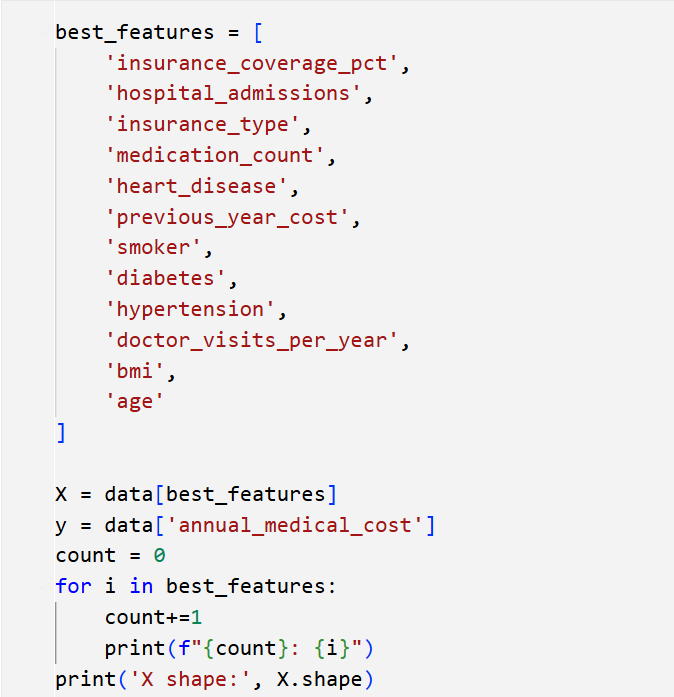 best_features = [
    'insurance_coverage_pct',
    'hospital_admissions',
    'insurance_type',
    'medication_count',
    'heart_disease',
    'previous_year_cost',
    'smoker',
    'diabetes',
    'hypertension',
    'doctor_visits_per_year',
    'bmi',
    'age'
]

X = data[best_features]
y = data['annual_medical_cost']
count = 0
for i in best_features:
    count+=1
    print(f"{count}: {i}")
print('X shape:', X.shape)